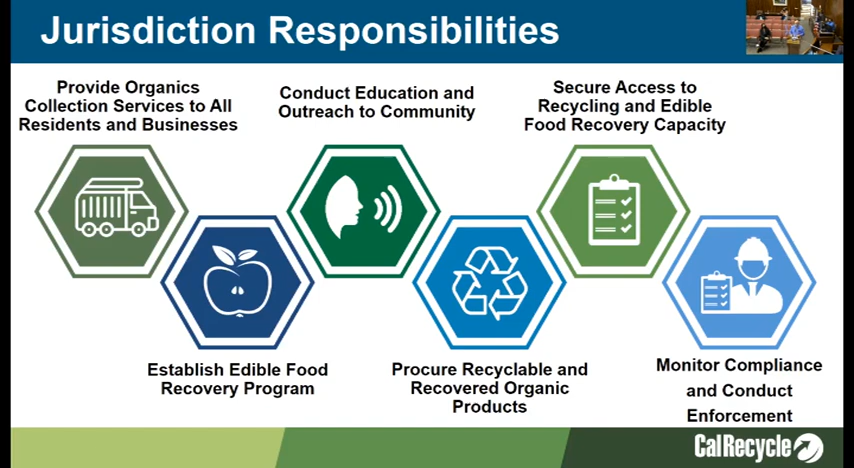 Jurisdiction Responsibilities
Provide Organics
Collection Services to All
Residents and Businesses
Conduct Education and
Outreach to Community
Secure Access to
Recycling and Edible
Food Recovery Capacity
Establish Edible Food
Recovery Program
Procure Recyclable and
Recovered Organic
Products
Monitor Compliance
and Conduct
Enforcement
CalRecycle